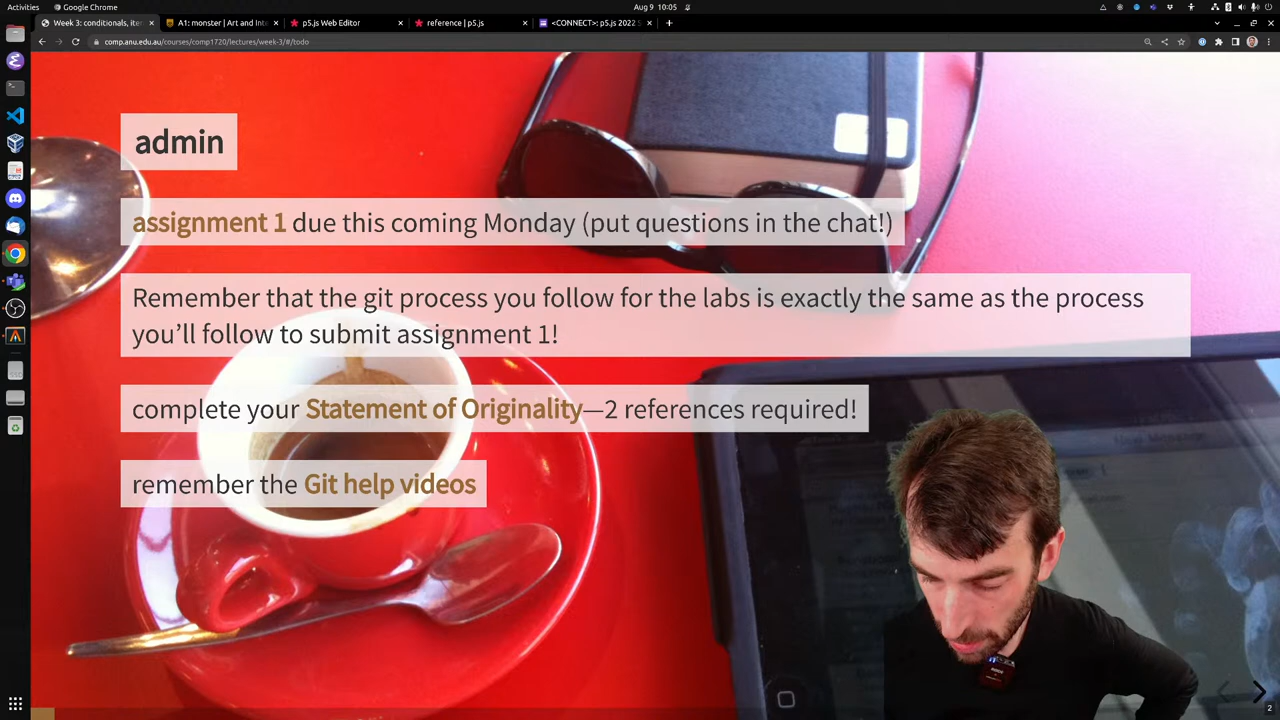 Activities
Google Chrome
Aug 9 10:05
Week 3: conditionals, ite
A1: monster | Art and Int
p5.js Web Editor
reference | p5.js
<CONNECT>: p5.js 2022 S
comp.anu.edu.au/courses/comp1720/lectures/week-3/#/todo
admin
assignment 1 due this coming Monday (put questions in the chat!)
Remember that the git process you follow for the labs is exactly the same as the process
you’ll follow to submit assignment 1!
complete your Statement of Originality—2 references required!
remember the Git help videos
New Message
2